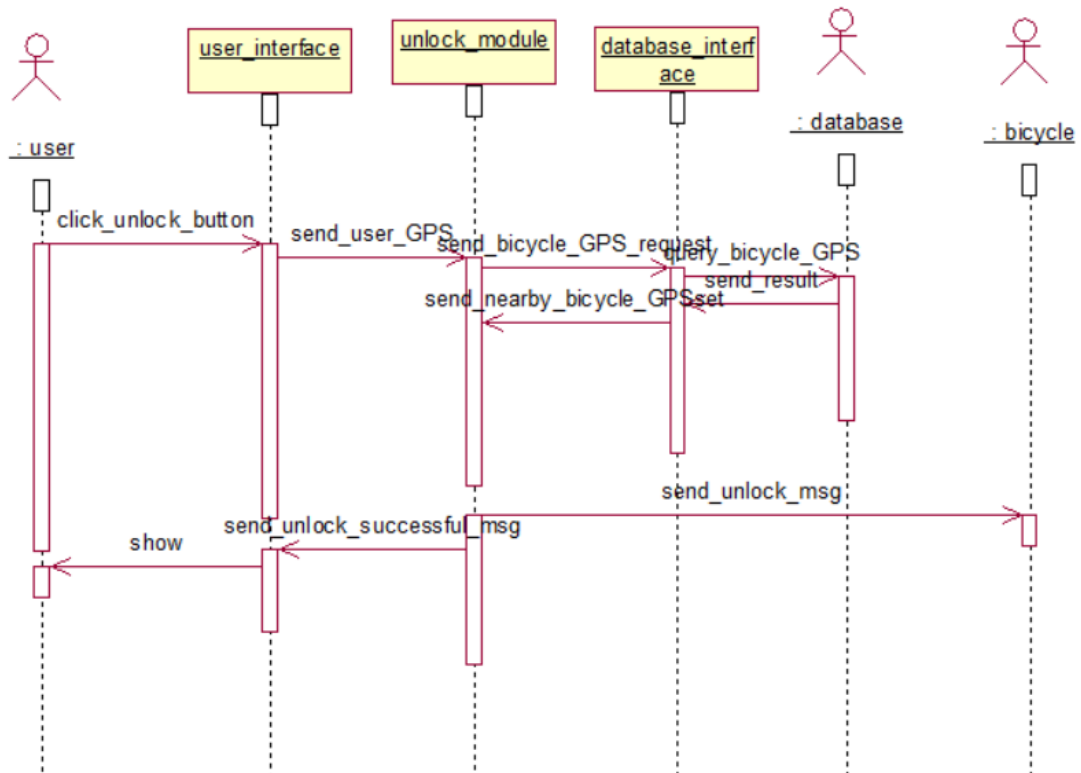 user_interface
unlock_module
database_interf
ace
: user
: database
: bicycle
click_unlock_button
send_user_GPS
send_bicycle_GPS_request
query_bicycle_GPS
send_result
send_nearby_bicycle_GPSset
send_unlock_msg
send_unlock_successful_msg
show